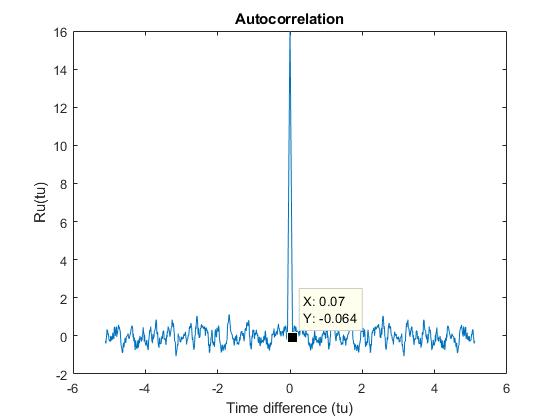 Autocorrelation
16
14
12
10
8
6
4
2
0
-2
Ru(tu)
X: 0.07
Y: -0.064
-6 -4 -2 0 2 4 6
Time difference (tu)